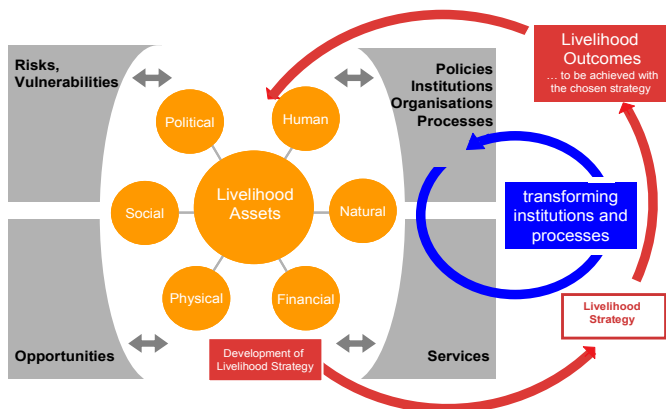 Risks,
Vulnerabilities
Policies
Institutions
Organisations
Processes
Livelihood
Outcomes
... to be achieved with
the chosen strategy
Political
Human
Livelihood
Assets
Social
Natural
transforming
institutions and
processes
Physical
Financial
Livelihood
Strategy
Opportunities
Development of
Livelihood Strategy
Services